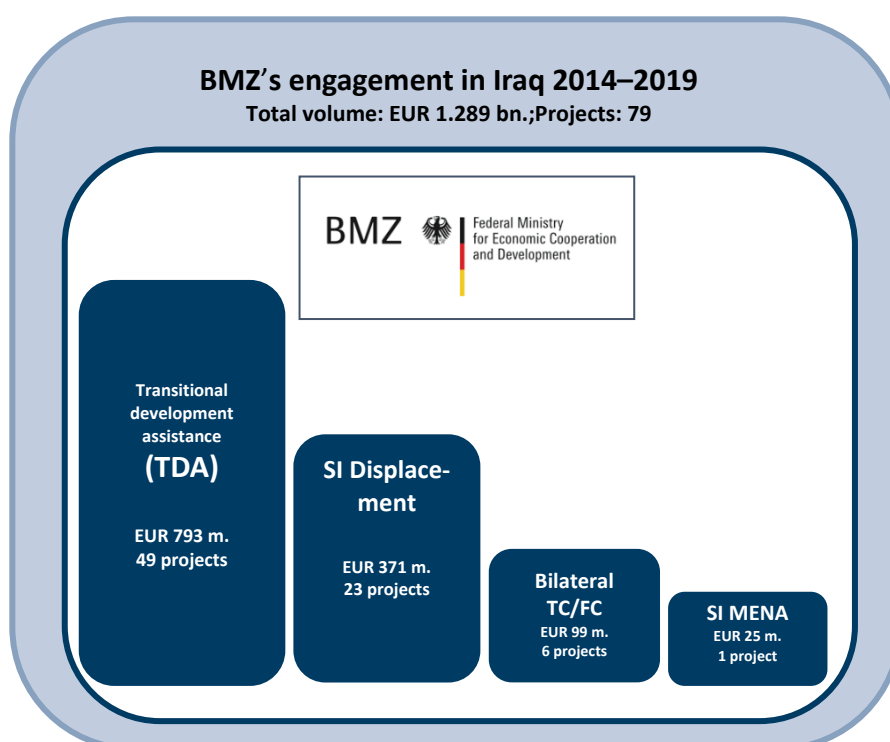 BMZ’s engagement in Iraq 2014–2019
Total volume: EUR 1.289 bn.;Projects: 79
BMZ
Federal Ministry
for Economic Cooperation
and Development
Transitional
development
assistance
(TDA)
EUR 793 m.
49 projects
SI Displace-
ment
EUR 371 m.
23 projects
Bilateral
TC/FC
EUR 99 m.
6 projects
SI MENA
EUR 25 m.
1 project